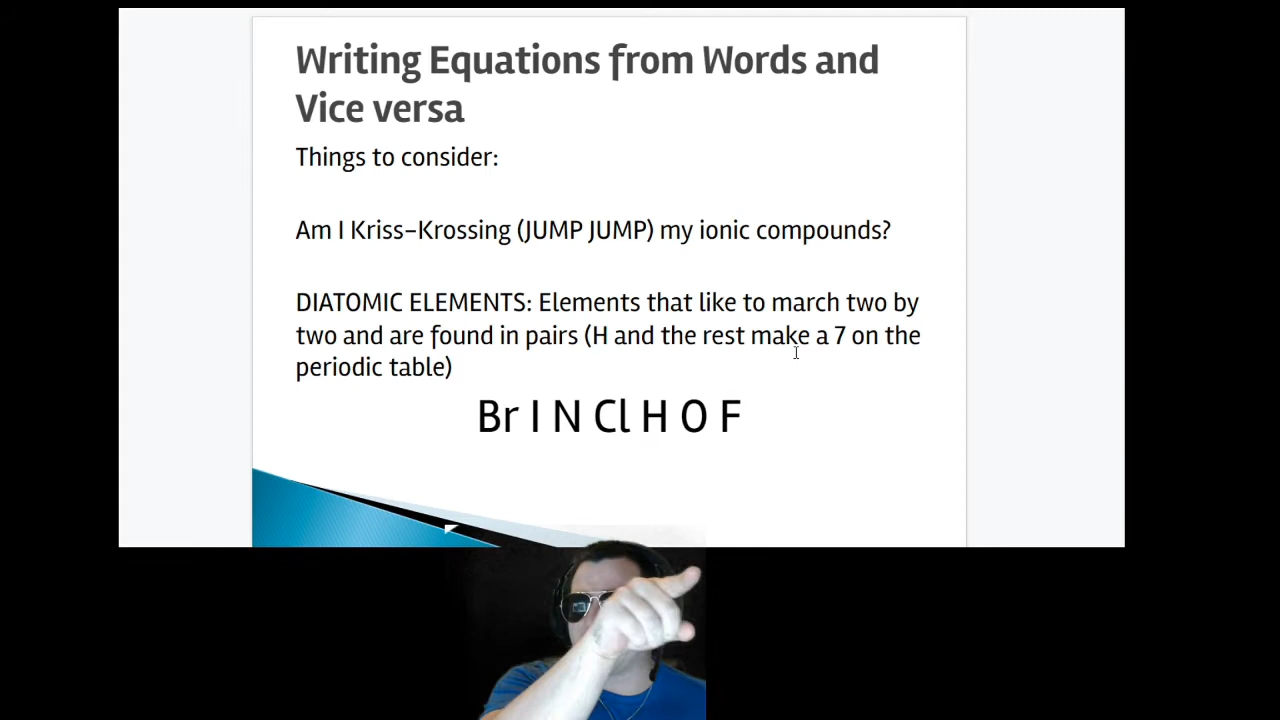 Writing Equations from Words and
Vice versa
Things to consider:
Am I Kriss-Krossing (JUMP JUMP) my ionic compounds?
DIATOMIC ELEMENTS: Elements that like to march two by
two and are found in pairs (H and the rest make a 7 on the
periodic table)
Br I N Cl H O F